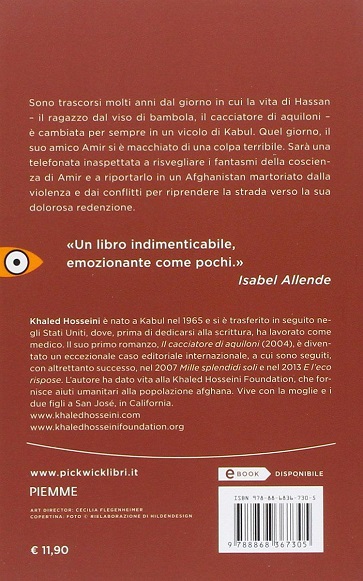 Sono trascorsi molti anni dal giorno in cui la vita di Hassan
– il ragazzo dal viso di bambola, il cacciatore di aquiloni –
è cambiata per sempre in un vicolo di Kabul. Quel giorno, il
suo amico Amir si è macchiato di una colpa terribile. Sarà una
telefonata inaspettata a risvegliare i fantasmi della coscien-
za di Amir e a riportarlo in un Afghanistan martoriato dalla
violenza e dai conflitti per riprendere la strada verso la sua
dolorosa redenzione.
«Un libro indimenticabile,
emozionante come pochi.»
Isabel Allende
Khaled Hosseini è nato a Kabul nel 1965 e si è trasferito in seguito ne-
gli Stati Uniti, dove, prima di dedicarsi alla scrittura, ha lavorato come
medico. Il suo primo romanzo, Il cacciatore di aquiloni (2004), è diven-
tato un eccezionale caso editoriale internazionale, a cui sono seguiti,
con altrettanto successo, nel 2007 Mille splendidi soli e nel 2013 E l'eco
rispose. L'autore ha dato vita alla Khaled Hosseini Foundation, che for-
nisce aiuti umanitari alla popolazione afghana. Vive con la moglie e i
due figli a San José, in California.
www.khaledhosseini.com
www.khaledhosseinifoundation.org
www.pickwicklibri.it
PIEMME
ART DIRECTOR: CECILIA FLEGENHEIMER
COPERTINA: FOTO © RIELABORAZIONE DI HILDENDESIGN
€ 11,90
e BOOK DISPONIBILE
ISBN 978-88-6836-730-5
9 788868 367305